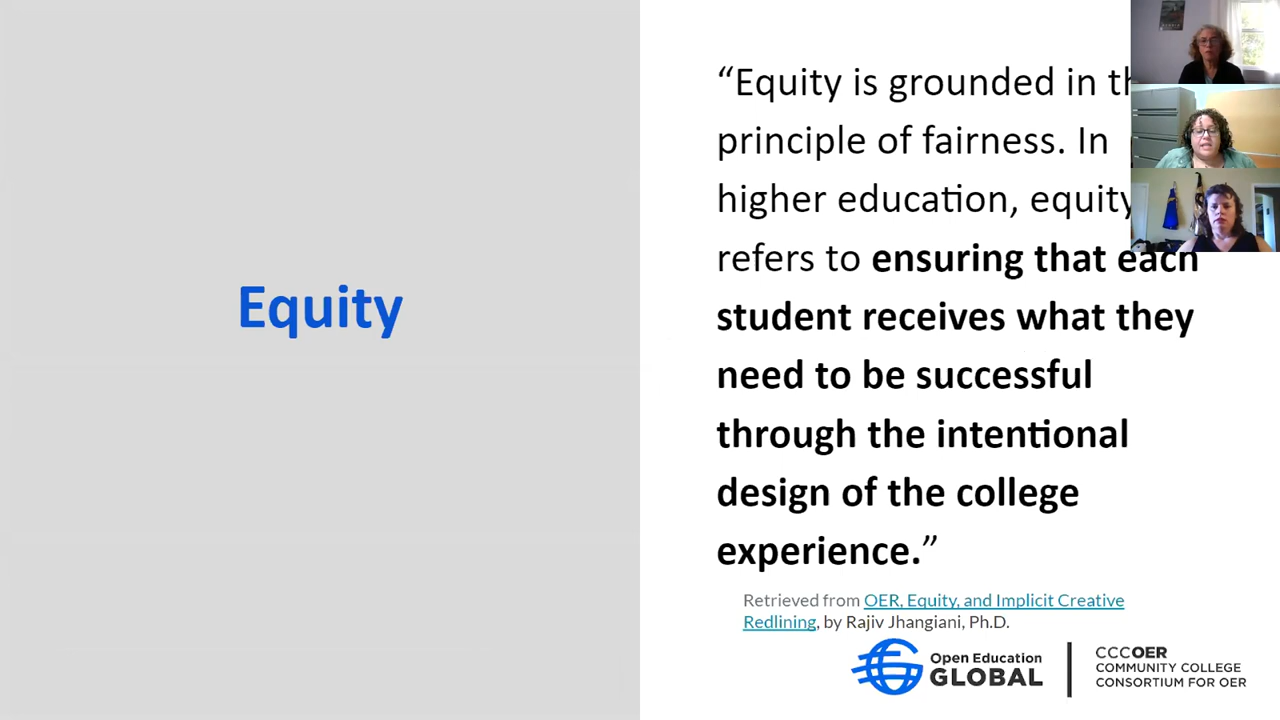 Equity
“Equity is grounded in
principle of fairness. In
higher education, equity
refers to ensuring that each
student receives what they
need to be successful
through the intentional
design of the college
experience.”
Retrieved from OER, Equity, and Implicit Creative
Redlining, by Rajiv Jhangiani, Ph.D.
Open Education
GLOBAL
CCCOER
COMMUNITY COLLEGE
CONSORTIUM FOR OER